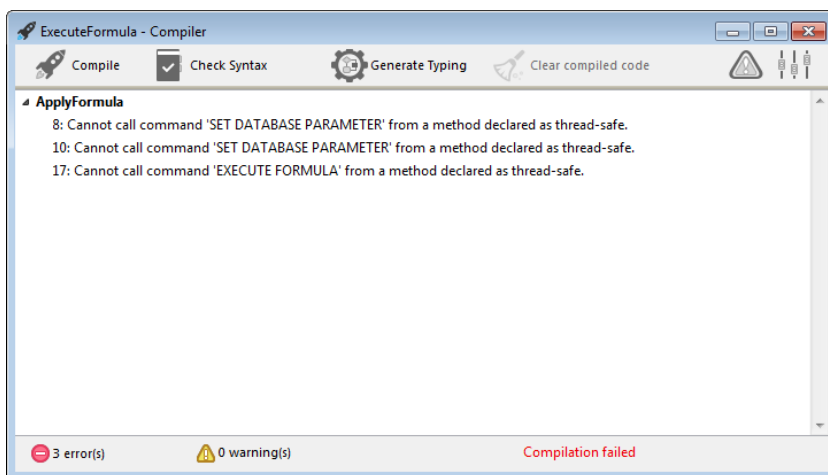 ExecuteFormula - Compiler
Compile Check Syntax Generate Typing Clear compiled code
ApplyFormula
8: Cannot call command 'SET DATABASE PARAMETER' from a method declared as thread-safe.
10: Cannot call command 'SET DATABASE PARAMETER' from a method declared as thread-safe.
17: Cannot call command 'EXECUTE FORMULA' from a method declared as thread-safe.
3 error(s) 0 warning(s) Compilation failed